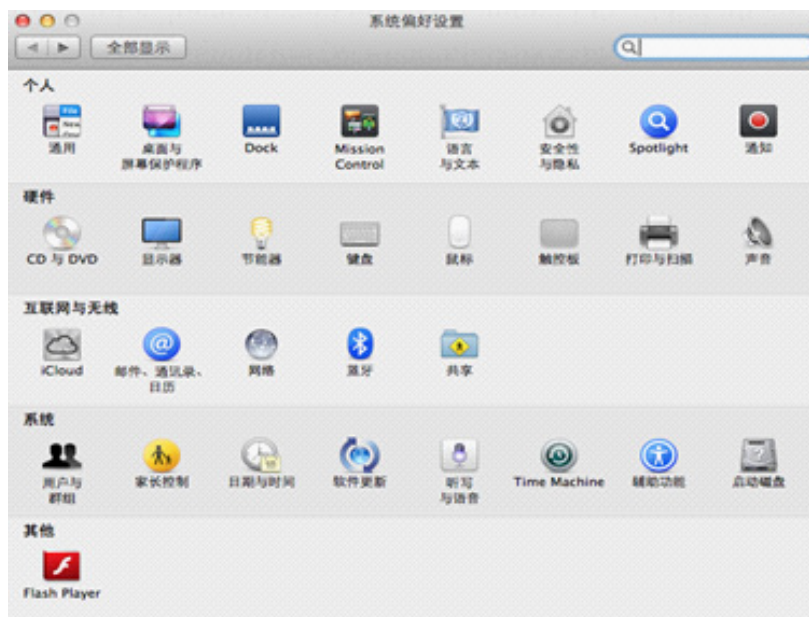 系统偏好设置
全部显示
个人
通用
桌面与
屏幕保护程序
Dock
Mission
Control
语言
与文本
安全性
与隐私
Spotlight
通知
硬件
CD 与 DVD
显示器
节能器
键盘
鼠标
触控板
打印与扫描
声音
互联网与无线
iCloud
邮件、通讯录、
日历
网络
蓝牙
共享
系统
用户与
群组
家长控制
日期与时间
软件更新
听写
与语音
Time Machine
辅助功能
启动磁盘
其他
Flash Player